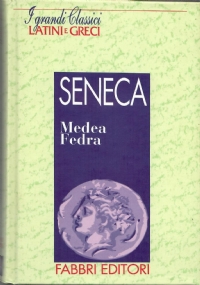 I grandi Classici
LATINI E GRECI
SENECA
Medea
Fedra
FABBRI EDITORI